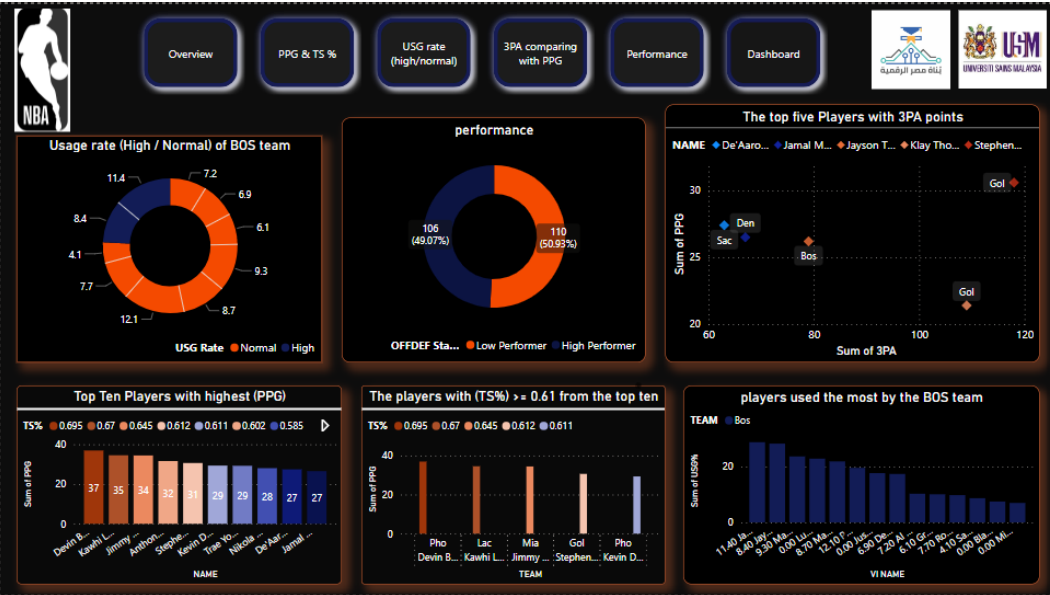 NBA
Overview
PPG & TS %
USG rate
(high/normal)
3PA comparing
with PPG
Performance
Dashboard
بُناة مصر الرقمية
USM
UNIVERSITI SAINS MALAYSIA
Usage rate (High / Normal) of BOS team
11.4
7.2
6.9
8.4
6.1
4.1
9.3
7.7
8.7
12.1
USG Rate Normal High
performance
106
(49.07%)
110
(50.93%)
OFFDEF Sta... Low Performer High Performer
The top five Players with 3PA points
NAME De'Aaro... Jamal M... Jayson T... Klay Tho... Stephen...
Sum of PPG
30
25
20
Gol
Den
Sac
Bos
Gol
60 80 100 120
Sum of 3PA
Top Ten Players with highest (PPG)
TS% 0.695 0.67 0.645 0.612 0.611 0.602 0.585
Sum of PPG
40
20
0
37 35 34 32 31 29 29 28 27 27
Devin B... Kawhi L... Jimmy ... Anthon... Stephe... Kevin D... Trae Yo... Nikola ... De'Aar... Jamal ...
NAME
The players with (TS%) >= 0.61 from the top ten
TS% 0.695 0.67 0.645 0.612 0.611
Sum of PPG
40
20
0
Pho Lac Mia Gol Pho
Devin B... Kawhi L... Jimmy ... Stephen... Kevin D...
TEAM
players used the most by the BOS team
TEAM Bos
Sum of USG%
20
0
11.40 Ja... 8.40 Jay... 9.30 Ma... 0.00 Lu... 8.70 Ma... 12.10 0.00 Jus... 6.90 De... 7.20 Al ... 6.10 Gr... 7.70 Ro... 4.10 Sa... 0.00 Bla... 0.00 Mi...
VI NAME